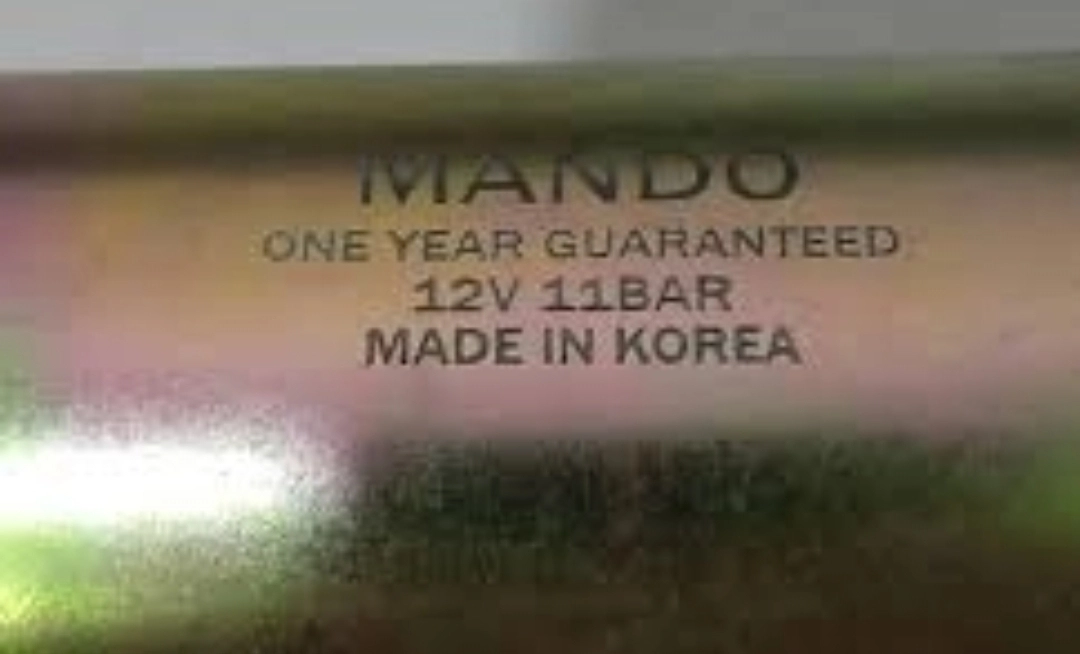 MANDO
ONE YEAR GUARANTEED
12V 11BAR
MADE IN KOREA